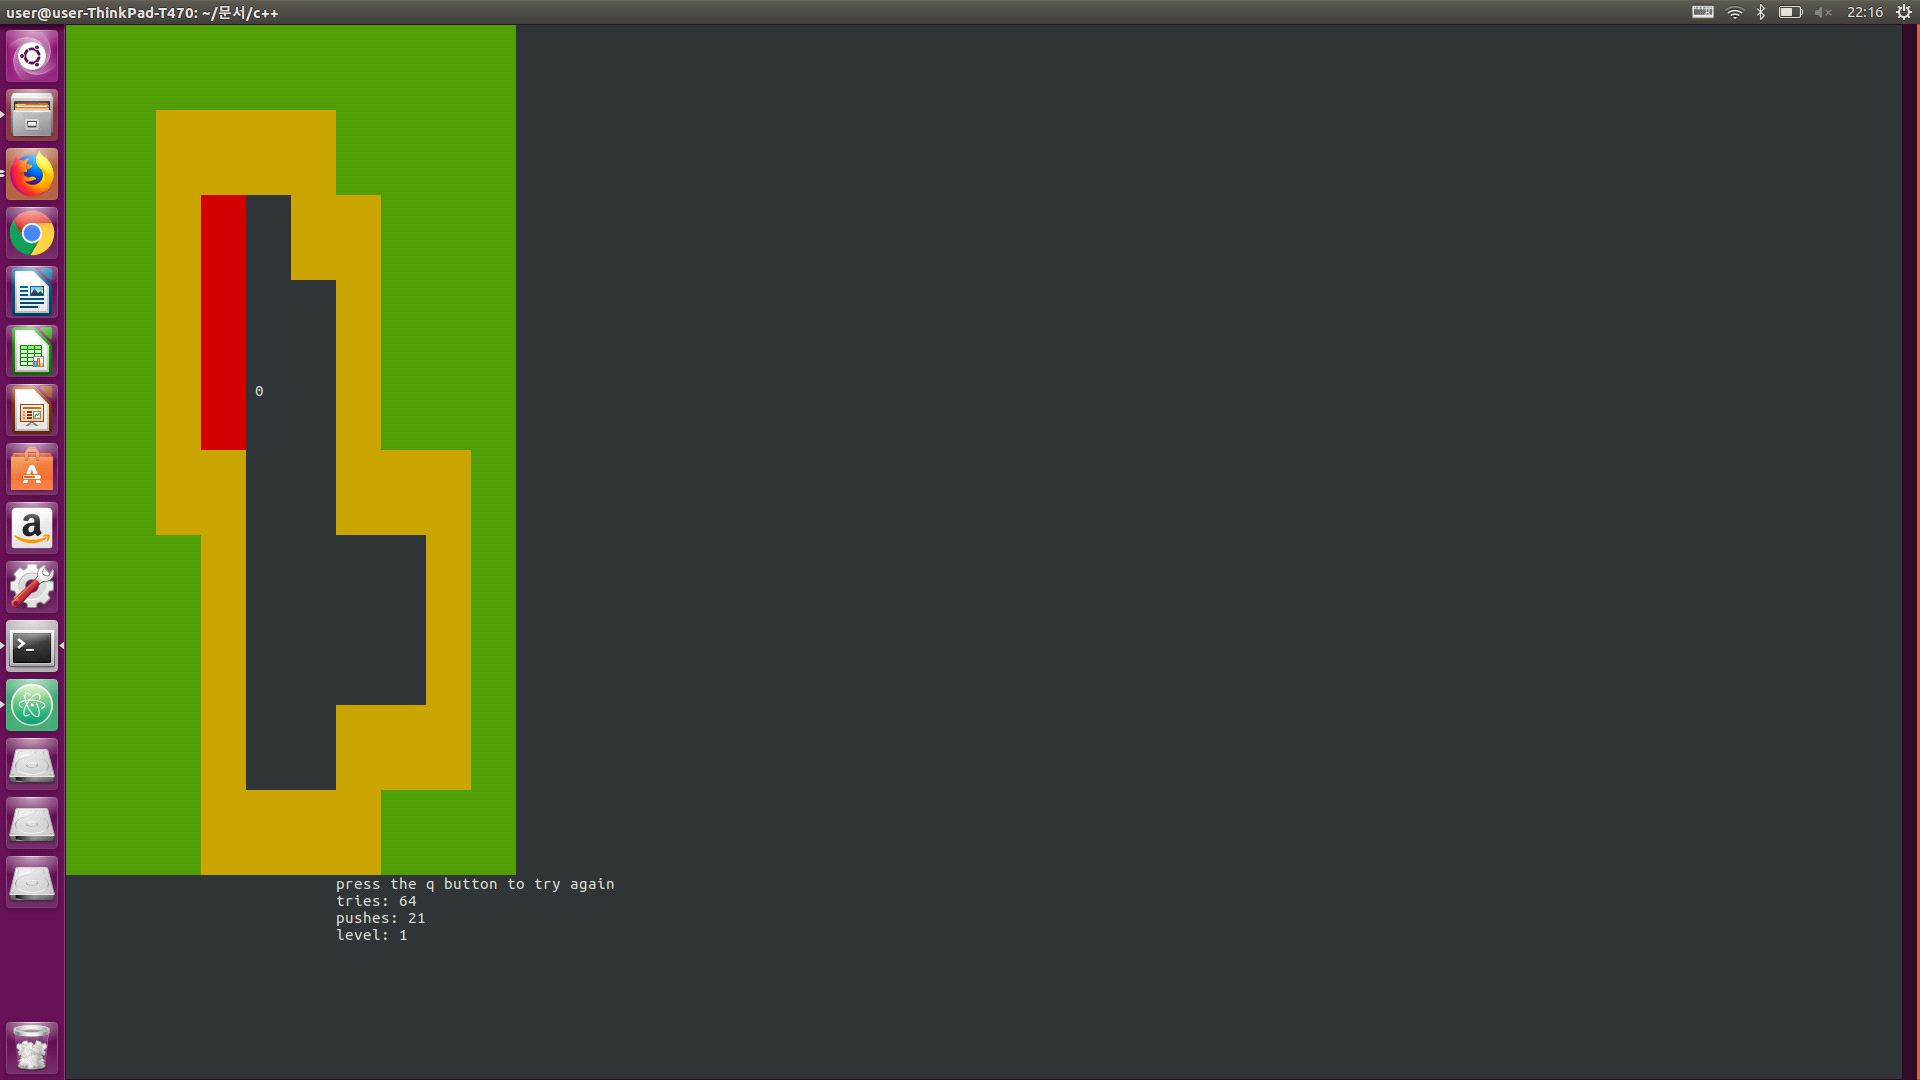 user@user-ThinkPad-T470: ~/문서/c++
22:16
0
press the q button to try again
tries: 64
pushes: 21
level: 1